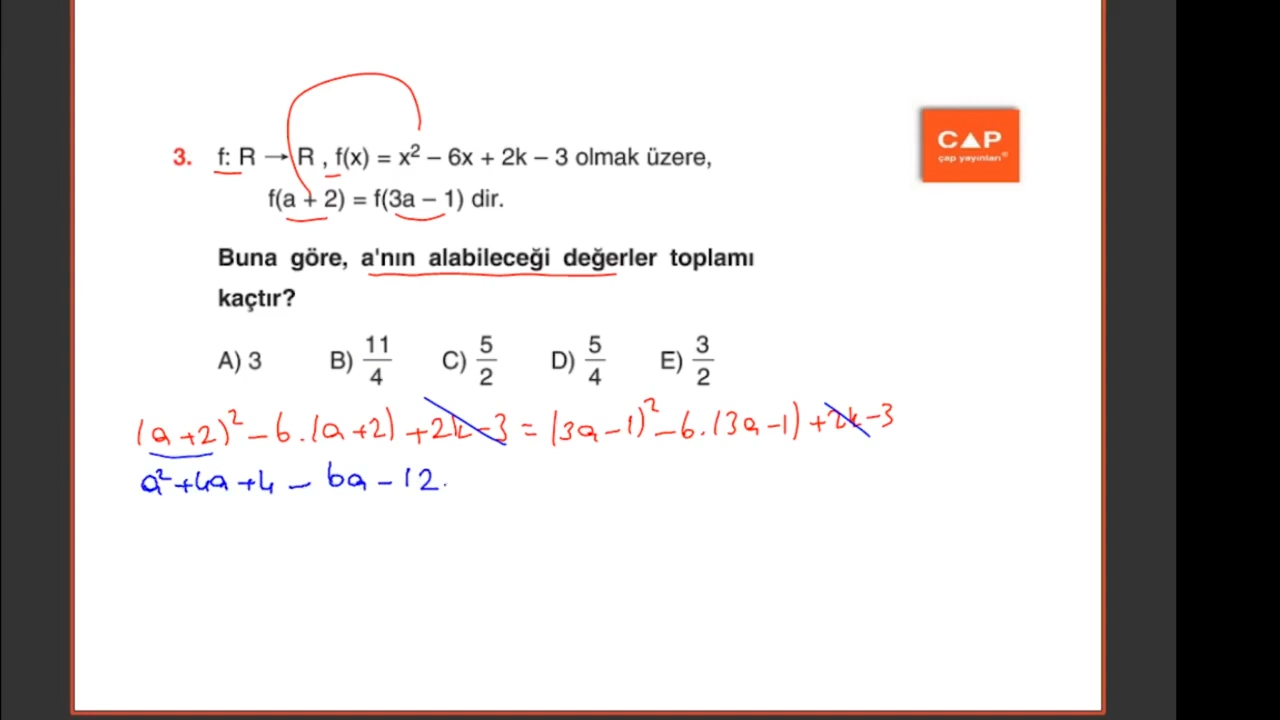 3. f: R → R , f(x) = x² – 6x + 2k – 3 olmak üzere,
f(a + 2) = f(3a – 1) dir.
Buna göre, a'nın alabileceği değerler toplamı
kaçtır?
A) 3 B) 11/4 C) 5/2 D) 5/4 E) 3/2
(a+2)² - 6.(a+2) + 2k - 3 = (3a-1)² - 6.(3a-1) + 2k - 3
a² + 4a + 4 - 6a - 12.
CAP
çap yayınları®